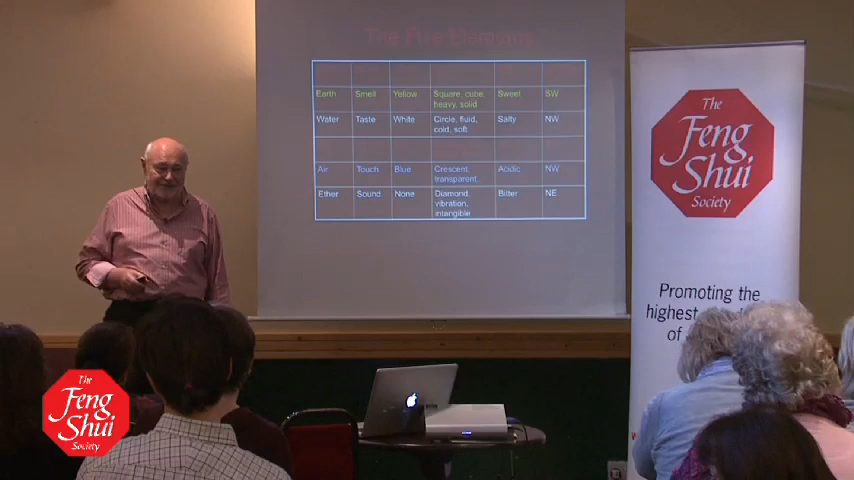 The Five Elements
Earth Smell Yellow Square, cube, heavy, solid Sweet SW
Water Taste White Circle, fluid, cold, soft Salty NW
Air Touch Blue Crescent, transparent, Acidic NW
Ether Sound None Diamond, vibration, intangible Bitter NE
The
Feng
Shui
Society
Promoting the
highest
of
The
Feng
Shui
Society